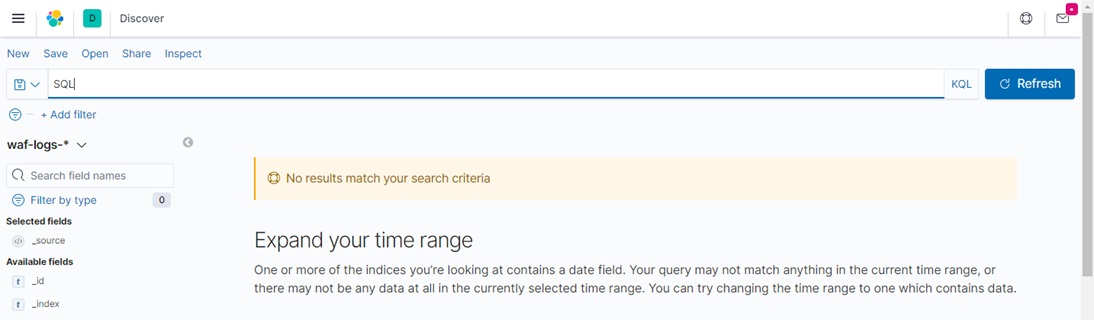 D Discover
New Save Open Share Inspect
SQL KQL Refresh
+ Add filter
waf-logs-*
Search field names
Filter by type 0
Selected fields
_source
Available fields
t _id
t _index
No results match your search criteria
Expand your time range
One or more of the indices you're looking at contains a date field. Your query may not match anything in the current time range, or
there may not be any data at all in the currently selected time range. You can try changing the time range to one which contains data.